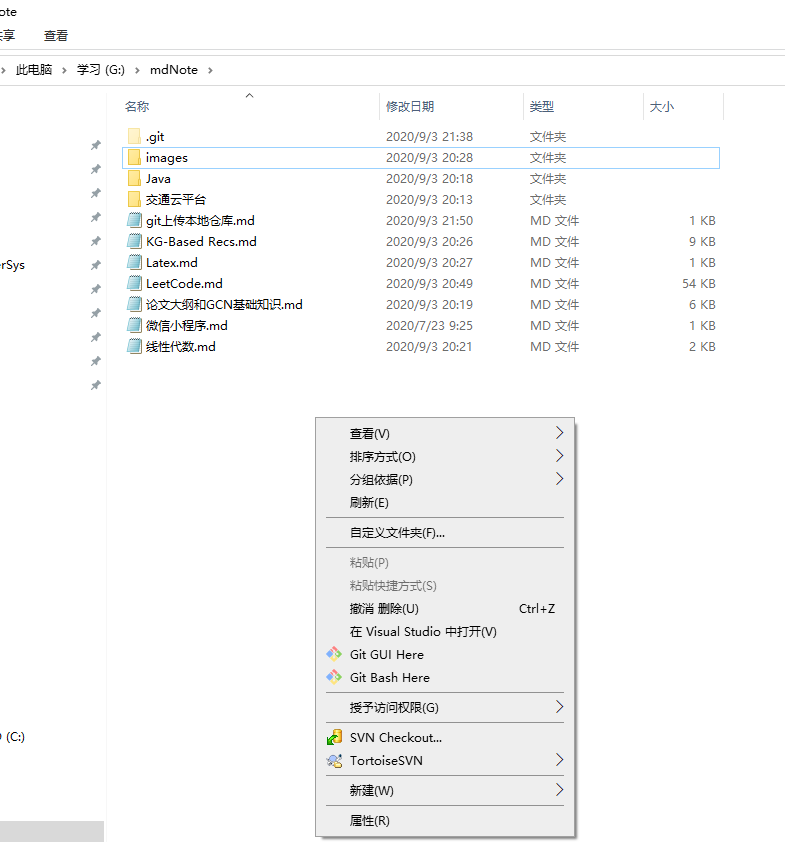 ote
共享 查看
此电脑 学习 (G:) mdNote
名称 修改日期 类型 大小
.git 2020/9/3 21:38 文件夹
images 2020/9/3 20:28 文件夹
Java 2020/9/3 20:18 文件夹
交通云平台 2020/9/3 20:13 文件夹
git上传本地仓库.md 2020/9/3 21:50 MD 文件 1 KB
KG-Based Recs.md 2020/9/3 20:26 MD 文件 9 KB
Latex.md 2020/9/3 20:27 MD 文件 1 KB
erSys
LeetCode.md 2020/9/3 20:49 MD 文件 54 KB
论文大纲和GCN基础知识.md 2020/9/3 20:19 MD 文件 6 KB
微信小程序.md 2020/7/23 9:25 MD 文件 1 KB
线性代数.md 2020/9/3 20:21 MD 文件 2 KB
查看(V)
排序方式(O)
分组依据(P)
刷新(E)
自定义文件夹(F)...
粘贴(P)
粘贴快捷方式(S)
撤消 删除(U) Ctrl+Z
在 Visual Studio 中打开(V)
Git GUI Here
Git Bash Here
授予访问权限(G)
(C:)
SVN Checkout...
TortoiseSVN
新建(W)
属性(R)